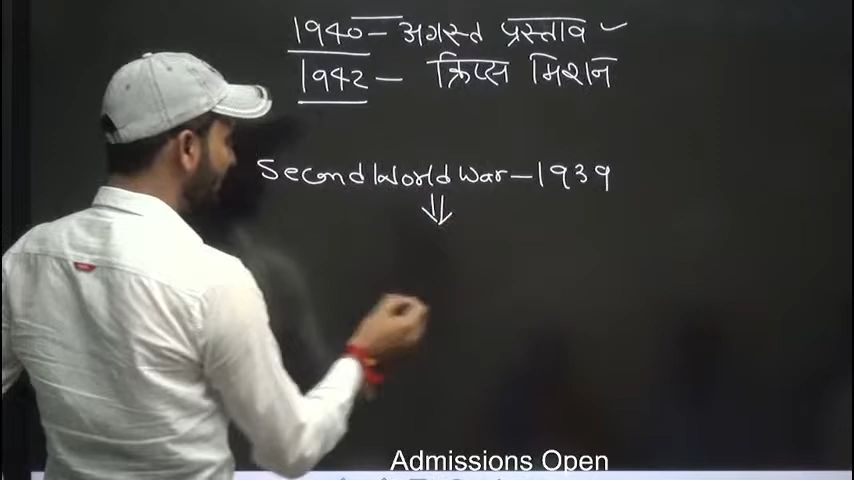 1940 - अगस्त प्रस्ताव ✓
1942 - क्रिप्स मिशन
Second World War - 1939
⇓
Admissions Open